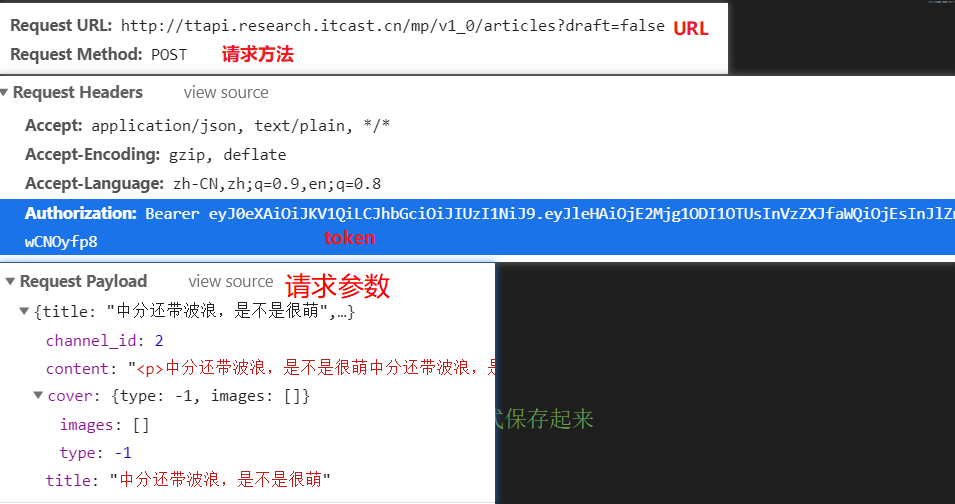 Request URL: http://ttapi.research.itcast.cn/mp/v1_0/articles?draft=false URL
Request Method: POST 请求方法
Request Headers view source
Accept: application/json, text/plain, */*
Accept-Encoding: gzip, deflate
Accept-Language: zh-CN,zh;q=0.9,en;q=0.8
Authorization: Bearer eyJ0eXAiOiJKV1QiLCJhbGciOiJIUzI1NiJ9.eyJleHAiOjE2Mjg1ODI1OTUsInVzZXJfaWQiOjEsInJlZn
wCNOyfp8 token
Request Payload view source 请求参数
{title: "中分还带波浪，是不是很萌",…}
channel_id: 2
content: "<p>中分还带波浪，是不是很萌中分还带波浪，是
cover: {type: -1, images: []}
images: []
式保存起来
type: -1
title: "中分还带波浪，是不是很萌"